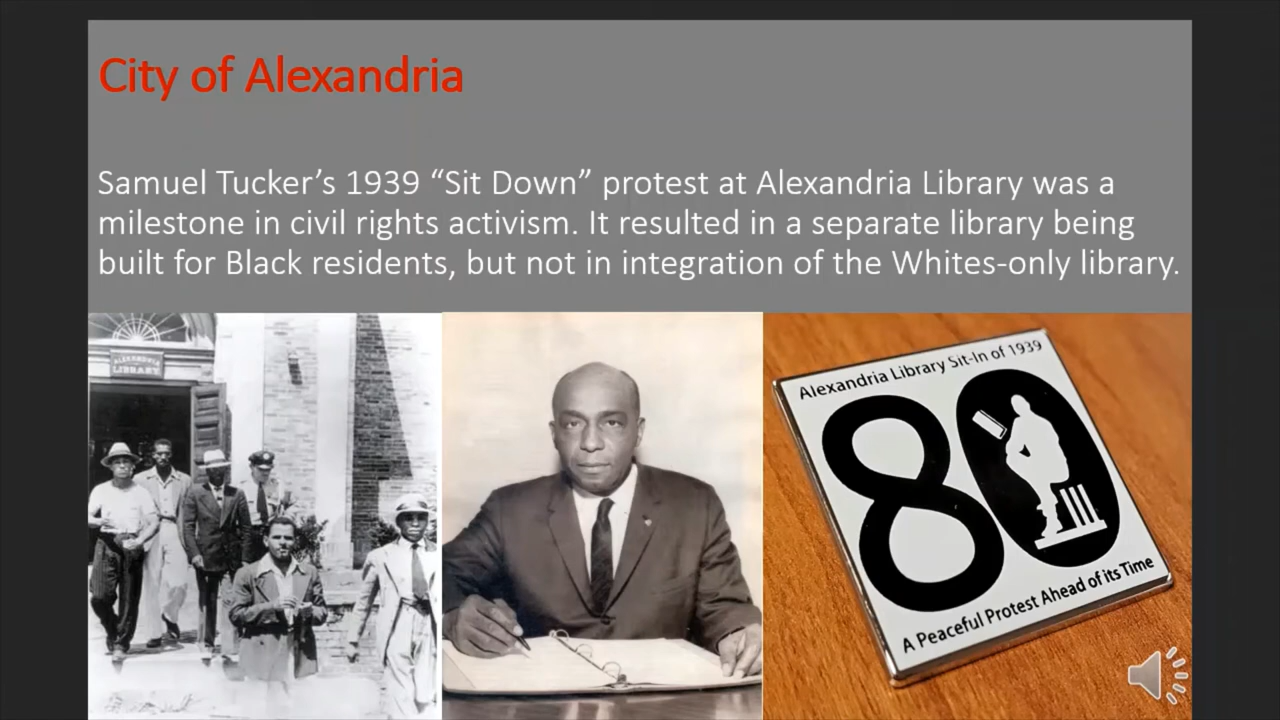 City of Alexandria
Samuel Tucker’s 1939 “Sit Down” protest at Alexandria Library was a
milestone in civil rights activism. It resulted in a separate library being
built for Black residents, but not in integration of the Whites-only library.
ALEXANDRIA
LIBRARY
Alexandria Library Sit-In of 1939
80
A Peaceful Protest Ahead of its Time